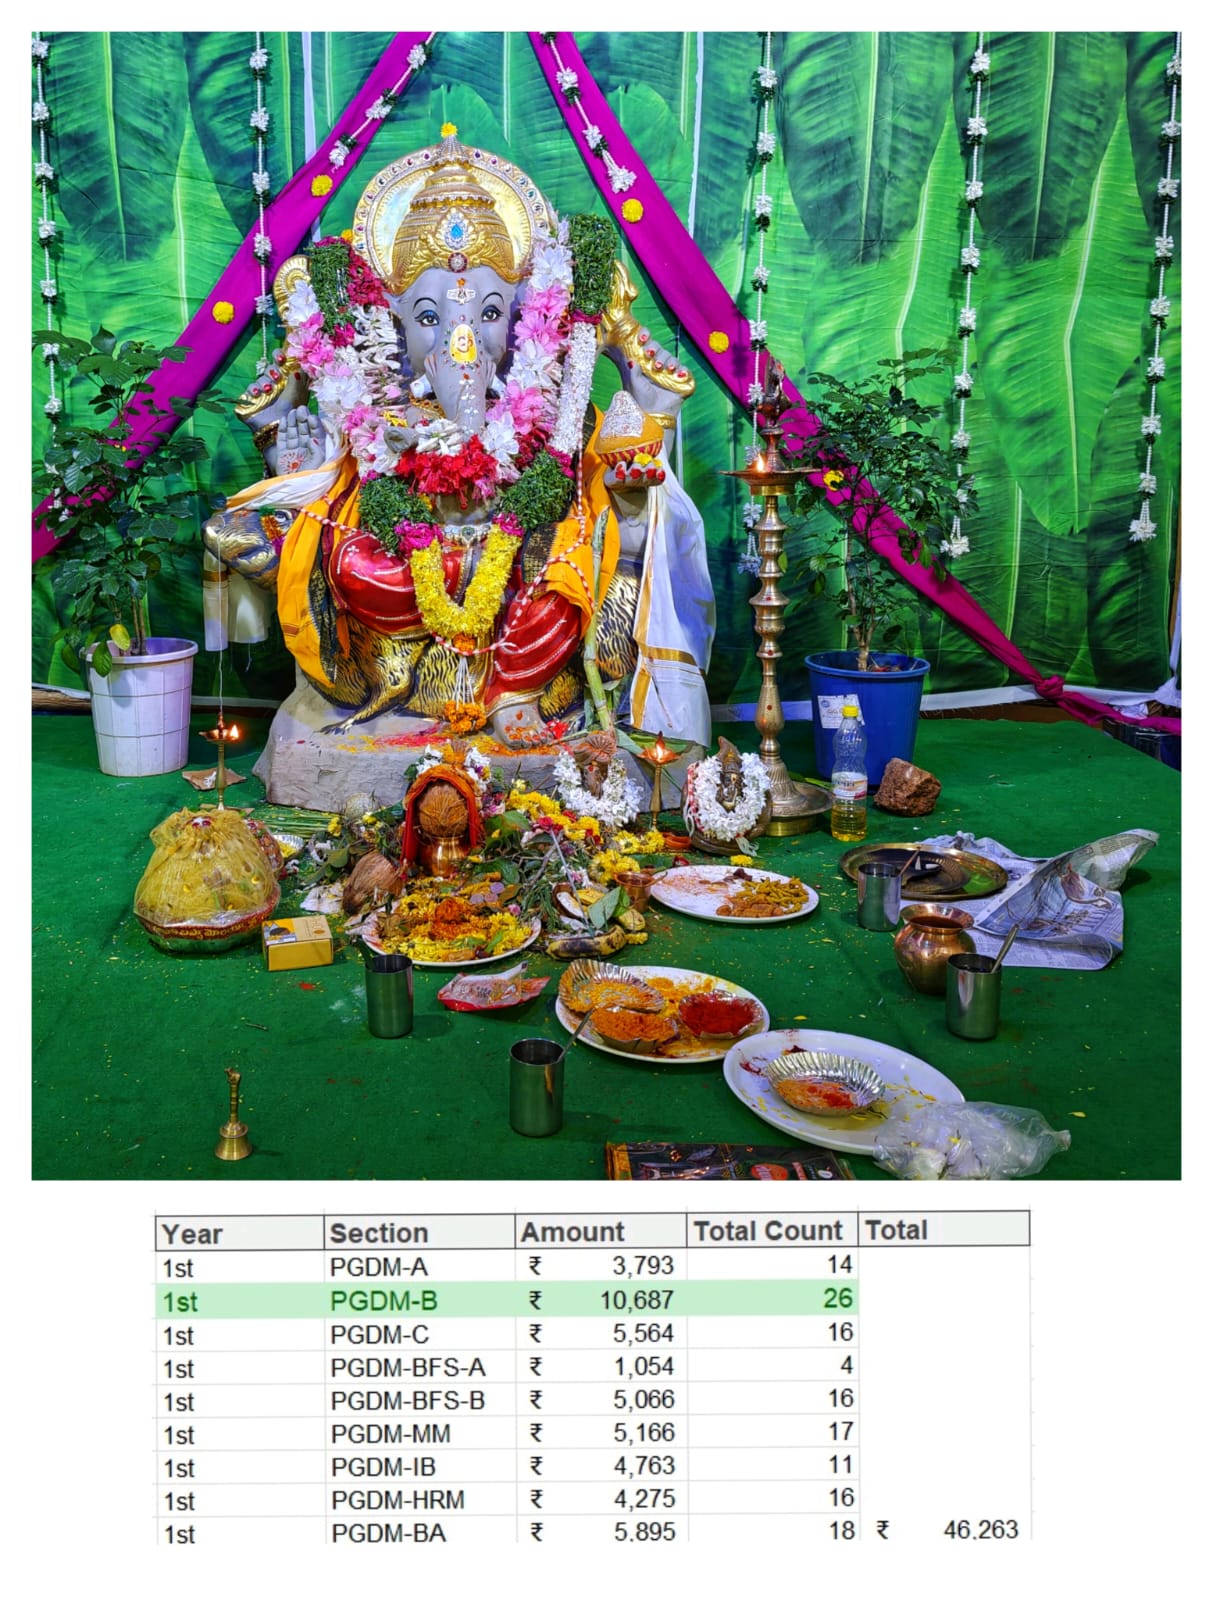 Year Section Amount Total Count Total
1st PGDM-A ₹ 3,793 14
1st PGDM-B ₹ 10,687 26
1st PGDM-C ₹ 5,564 16
1st PGDM-BFS-A ₹ 1,054 4
1st PGDM-BFS-B ₹ 5,066 16
1st PGDM-MM ₹ 5,166 17
1st PGDM-IB ₹ 4,763 11
1st PGDM-HRM ₹ 4,275 16
1st PGDM-BA ₹ 5,895 18 ₹ 46,263